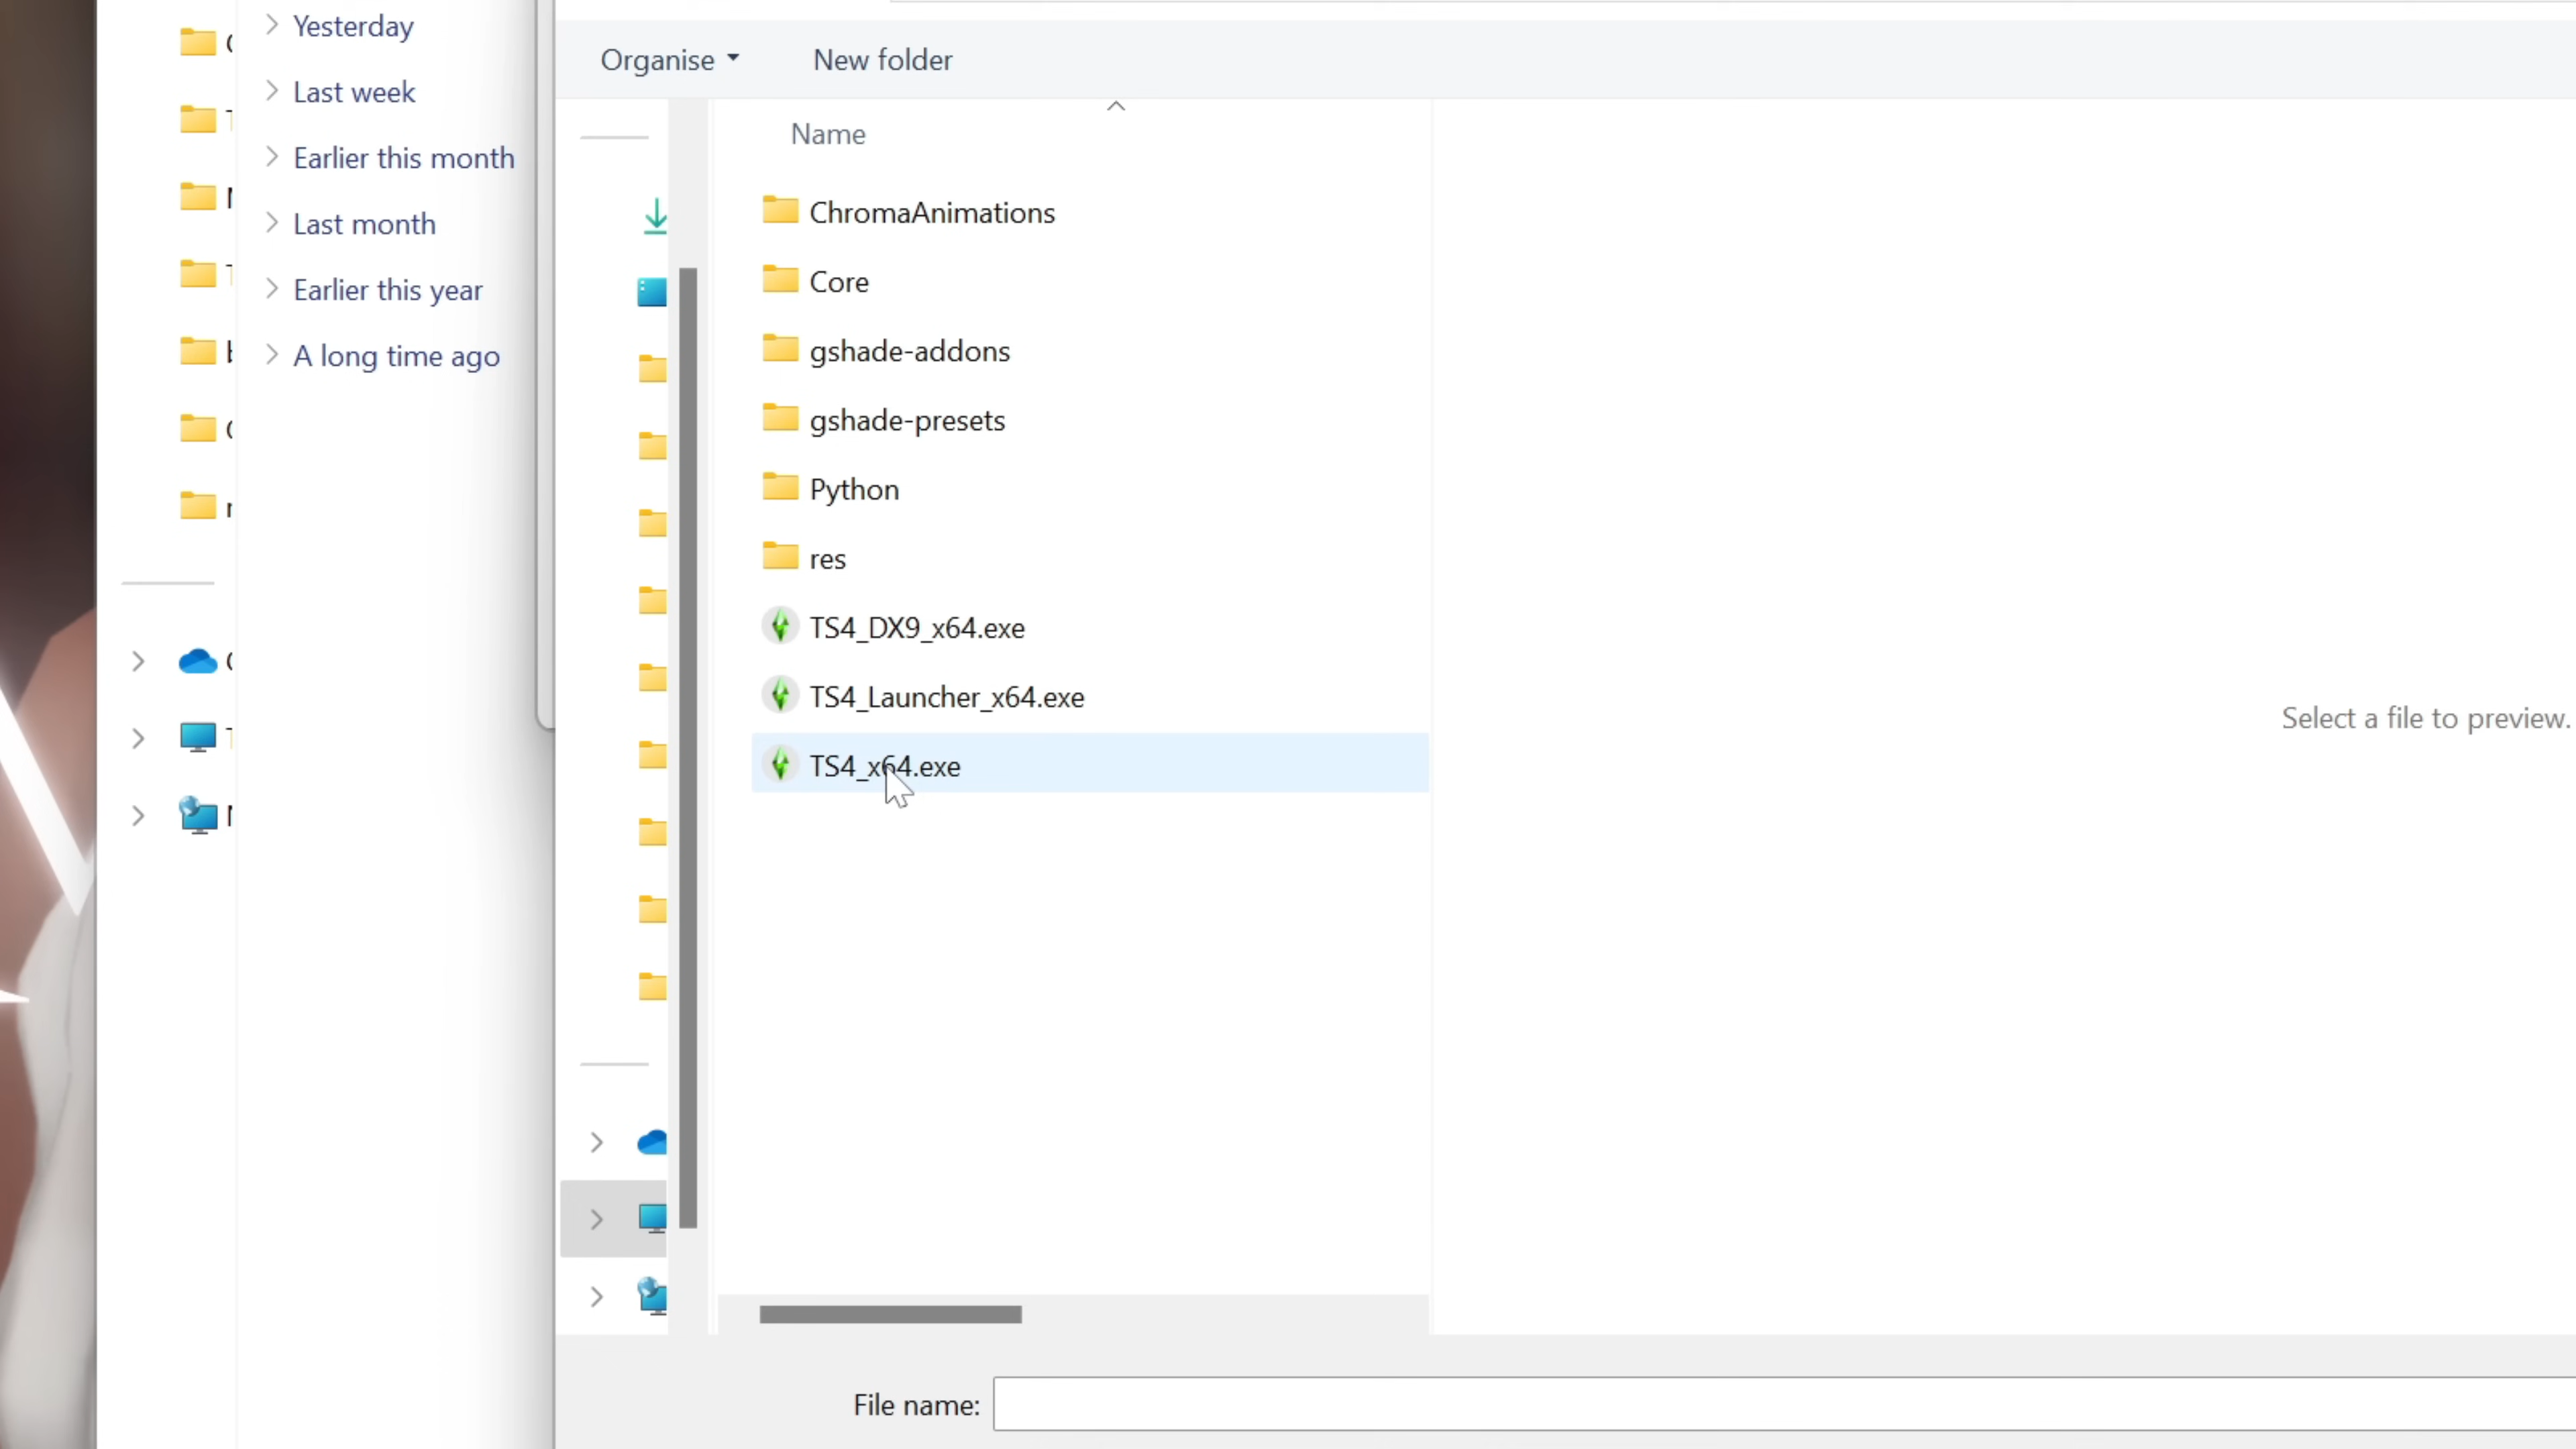 Yesterday
Last week
Earlier this month
Last month
Earlier this year
A long time ago
Organise
New folder
Name
ChromaAnimations
Core
gshade-addons
gshade-presets
Python
res
TS4_DX9_x64.exe
TS4_Launcher_x64.exe
TS4_x64.exe
Select a file to preview.
File name: